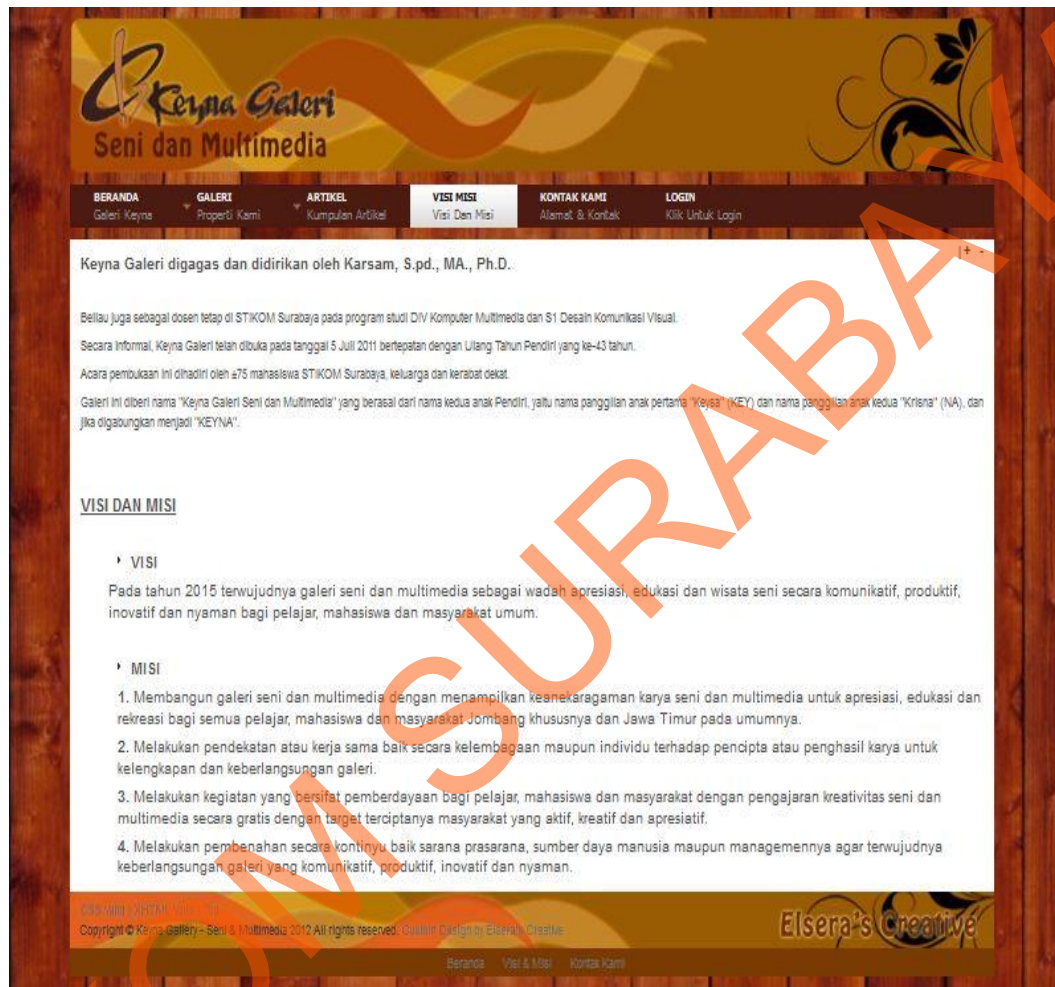 Keyna Galeri
Seni dan Multimedia
BERANDA GALERI ARTIKEL VISI MISI KONTAK KAMI LOGIN
Galeri Keyna Properti Kami Kumpulan Artikel Visi Dan Misi Alamat & Kontak Klik Untuk Login
| + -
Keyna Galeri digagas dan didirikan oleh Karsam, S.pd., MA., Ph.D.
Beliau juga sebagai dosen tetap di STIKOM Surabaya pada program studi DIV Komputer Multimedia dan S1 Desain Komunikasi Visual.
Secara informal, Keyna Galeri telah dibuka pada tanggal 5 Juli 2011 bertepatan dengan Ulang Tahun Pendiri yang ke-43 tahun.
Acara pembukaan ini dihadiri oleh ±75 mahasiswa STIKOM Surabaya, keluarga dan kerabat dekat.
Galeri ini diberi nama "Keyna Galeri Seni dan Multimedia" yang berasal dari nama kedua anak Pendiri, yaitu nama panggilan anak pertama "Keysa" (KEY) dan nama panggilan anak kedua "Krisna" (NA), dan
jika digabungkan menjadi "KEYNA".
VISI DAN MISI
VISI
Pada tahun 2015 terwujudnya galeri seni dan multimedia sebagai wadah apresiasi, edukasi dan wisata seni secara komunikatif, produktif,
inovatif dan nyaman bagi pelajar, mahasiswa dan masyarakat umum.
MISI
1. Membangun galeri seni dan multimedia dengan menampilkan keanekaragaman karya seni dan multimedia untuk apresiasi, edukasi dan
rekreasi bagi semua pelajar, mahasiswa dan masyarakat Jombang khususnya dan Jawa Timur pada umumnya.
2. Melakukan pendekatan atau kerja sama baik secara kelembagaan maupun individu terhadap pencipta atau penghasil karya untuk
kelengkapan dan keberlangsungan galeri.
3. Melakukan kegiatan yang bersifat pemberdayaan bagi pelajar, mahasiswa dan masyarakat dengan pengajaran kreativitas seni dan
multimedia secara gratis dengan target terciptanya masyarakat yang aktif, kreatif dan apresiatif.
4. Melakukan pembenahan secara kontinyu baik sarana prasarana, sumber daya manusia maupun managemennya agar terwujudnya
keberlangsungan galeri yang komunikatif, produktif, inovatif dan nyaman.
CSS Valid | XHTML
Copyright © Keyna Gallery - Seni & Multimedia 2012 All rights reserved. Custom Design by Elsera's Creative
Elsera's Creative
Beranda Visi & Misi Kontak Kami
OM SURABAYA